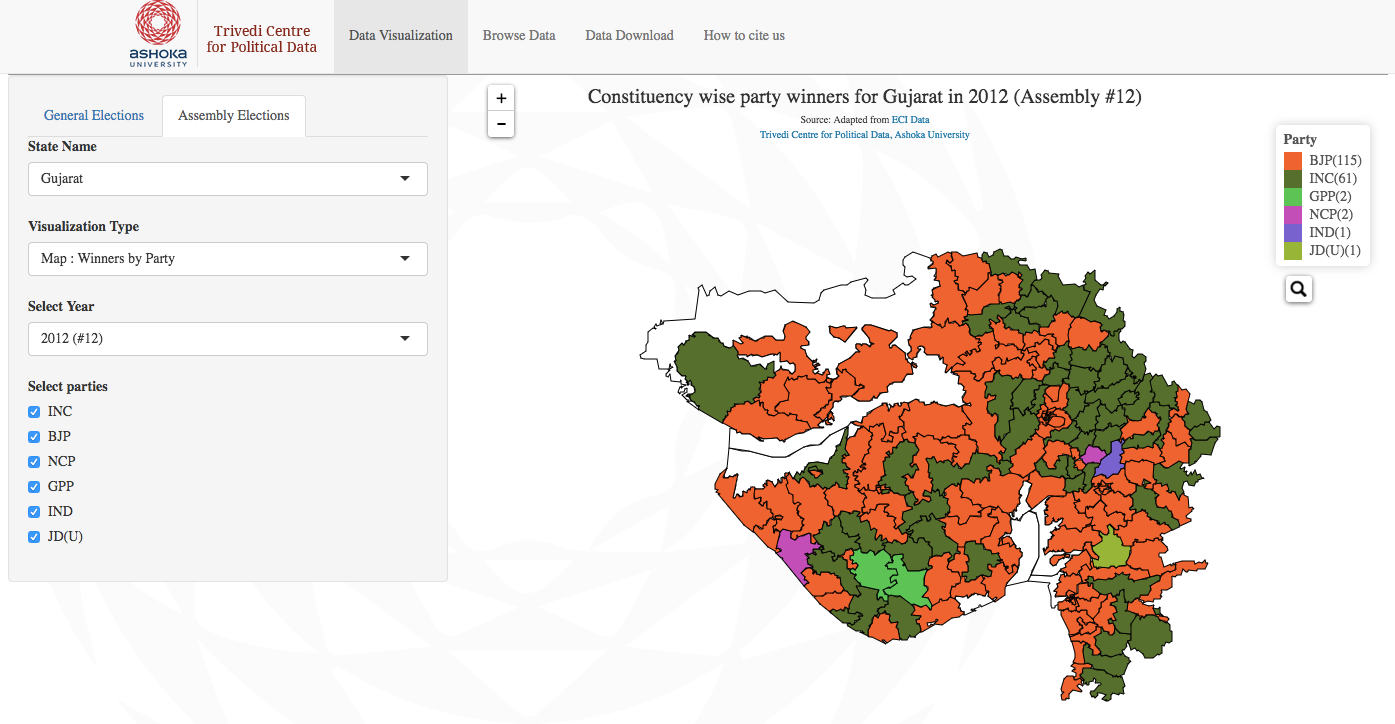 ASHOKA
UNIVERSITY
Trivedi Centre
for Political Data
Data Visualization
Browse Data
Data Download
How to cite us
General Elections
Assembly Elections
State Name
Gujarat
Visualization Type
Map : Winners by Party
Select Year
2012 (#12)
Select parties
INC
BJP
NCP
GPP
IND
JD(U)
+
−
Constituency wise party winners for Gujarat in 2012 (Assembly #12)
Source: Adapted from ECI Data
Trivedi Centre for Political Data, Ashoka University
Party
BJP(115)
INC(61)
GPP(2)
NCP(2)
IND(1)
JD(U)(1)